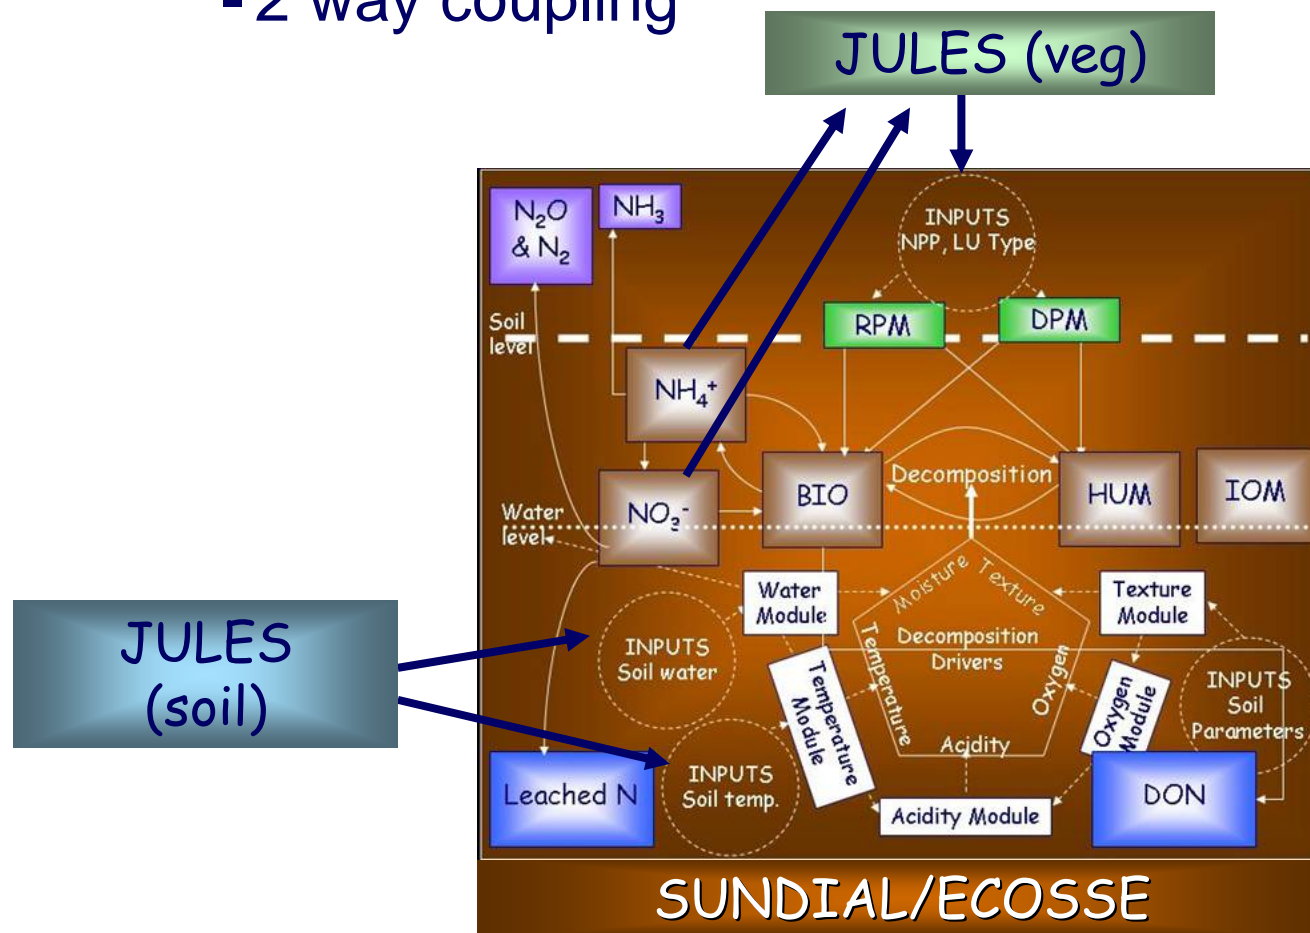 ▪ 2 way coupling
JULES (veg)
N₂O
& N₂
NH₃
INPUTS
NPP, LU Type
RPM
DPM
Soil
level
NH₄⁺
Decomposition
BIO
HUM
IOM
NO₃⁻
Water
level
Moisture
Texture
Water
Module
Texture
Module
JULES
(soil)
INPUTS
Soil water
Temperature
Module
Temperature
Decomposition
Drivers
Oxygen
Oxygen
Module
INPUTS
Soil
Parameters
Acidity
Leached N
INPUTS
Soil temp.
Acidity Module
DON
SUNDIAL/ECOSSE